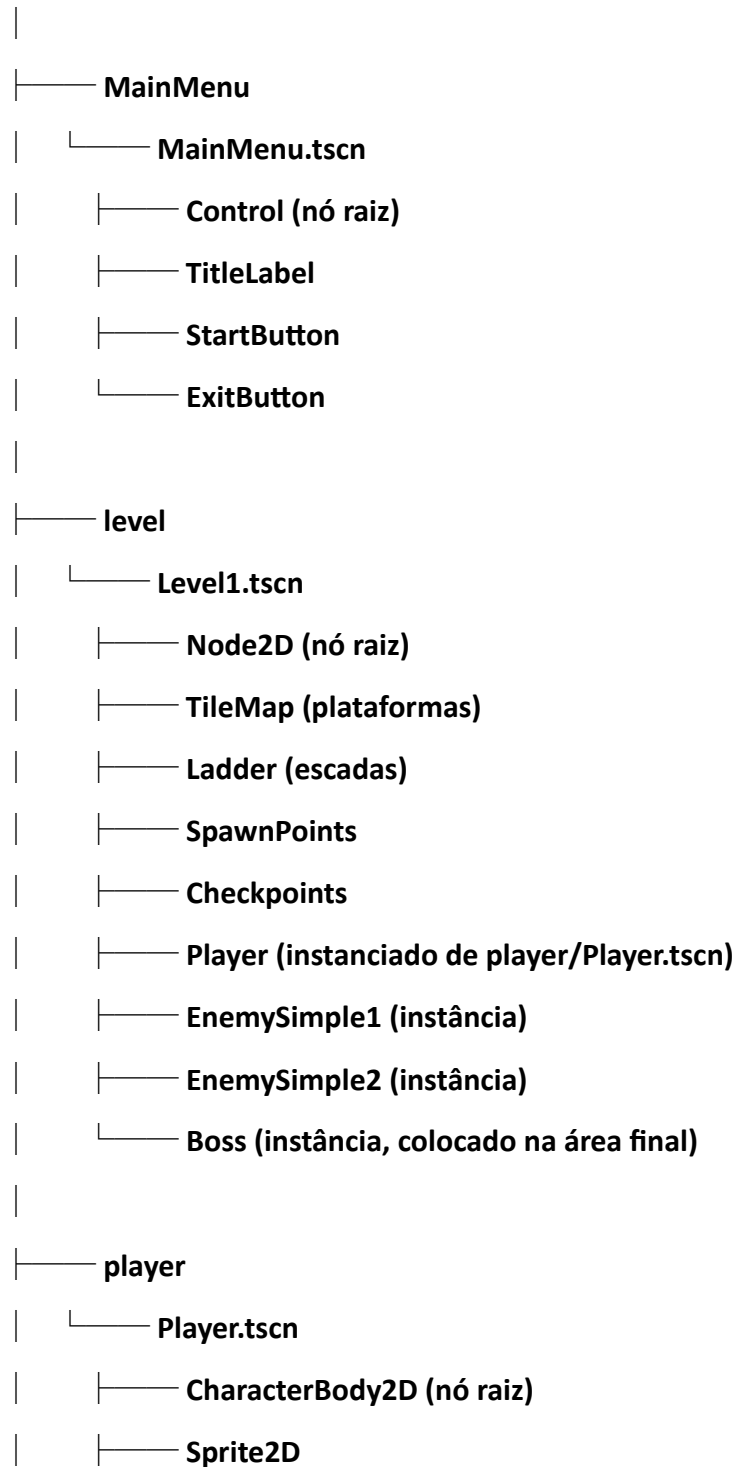 │
├── MainMenu
│ └── MainMenu.tscn
│ ├── Control (nó raiz)
│ ├── TitleLabel
│ ├── StartButton
│ └── ExitButton
│
├── level
│ └── Level1.tscn
│ ├── Node2D (nó raiz)
│ ├── TileMap (plataformas)
│ ├── Ladder (escadas)
│ ├── SpawnPoints
│ ├── Checkpoints
│ ├── Player (instanciado de player/Player.tscn)
│ ├── EnemySimple1 (instância)
│ ├── EnemySimple2 (instância)
│ └── Boss (instância, colocado na área final)
│
├── player
│ └── Player.tscn
│ ├── CharacterBody2D (nó raiz)
│ ├── Sprite2D